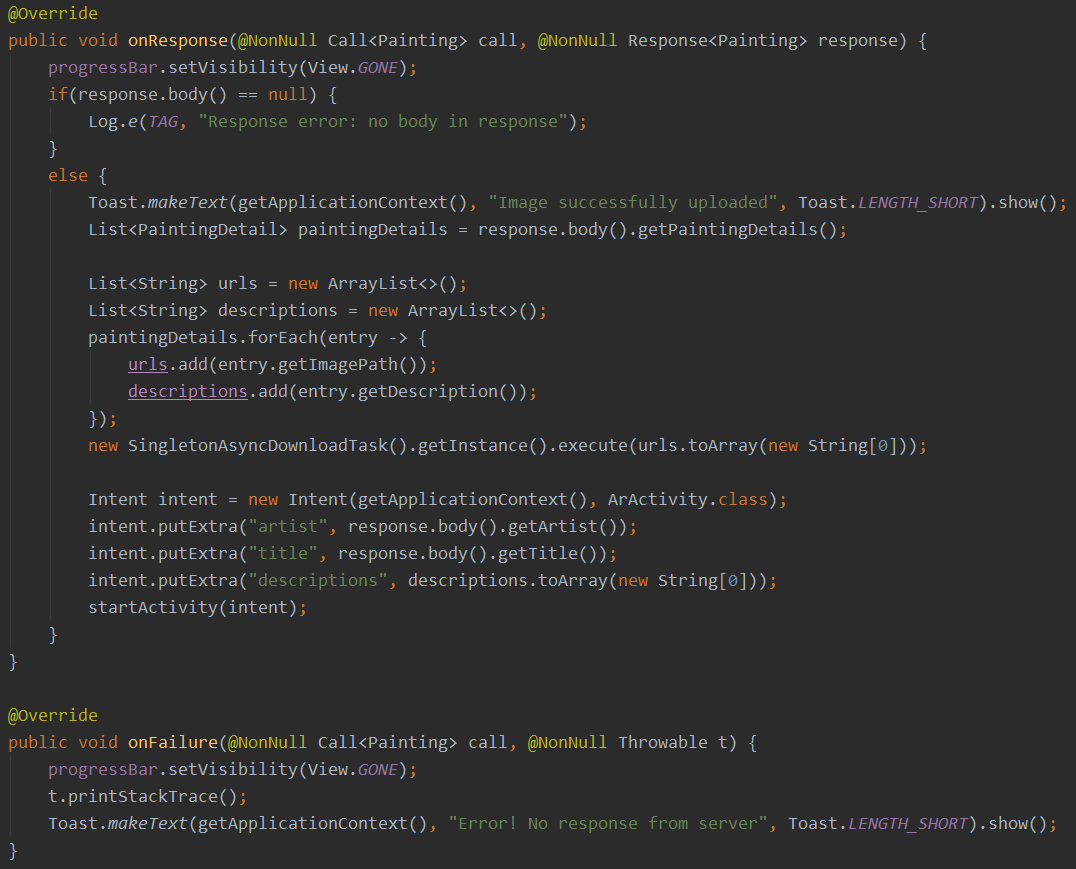 @Override
public void onResponse(@NonNull Call<Painting> call, @NonNull Response<Painting> response) {
    progressBar.setVisibility(View.GONE);
    if(response.body() == null) {
        Log.e(TAG, "Response error: no body in response");
    }
    else {
        Toast.makeText(getApplicationContext(), "Image successfully uploaded", Toast.LENGTH_SHORT).show();
        List<PaintingDetail> paintingDetails = response.body().getPaintingDetails();

        List<String> urls = new ArrayList<>();
        List<String> descriptions = new ArrayList<>();
        paintingDetails.forEach(entry -> {
            urls.add(entry.getImagePath());
            descriptions.add(entry.getDescription());
        });
        new SingletonAsyncDownloadTask().getInstance().execute(urls.toArray(new String[0]));

        Intent intent = new Intent(getApplicationContext(), ArActivity.class);
        intent.putExtra("artist", response.body().getArtist());
        intent.putExtra("title", response.body().getTitle());
        intent.putExtra("descriptions", descriptions.toArray(new String[0]));
        startActivity(intent);
    }
}

@Override
public void onFailure(@NonNull Call<Painting> call, @NonNull Throwable t) {
    progressBar.setVisibility(View.GONE);
    t.printStackTrace();
    Toast.makeText(getApplicationContext(), "Error! No response from server", Toast.LENGTH_SHORT).show();
}